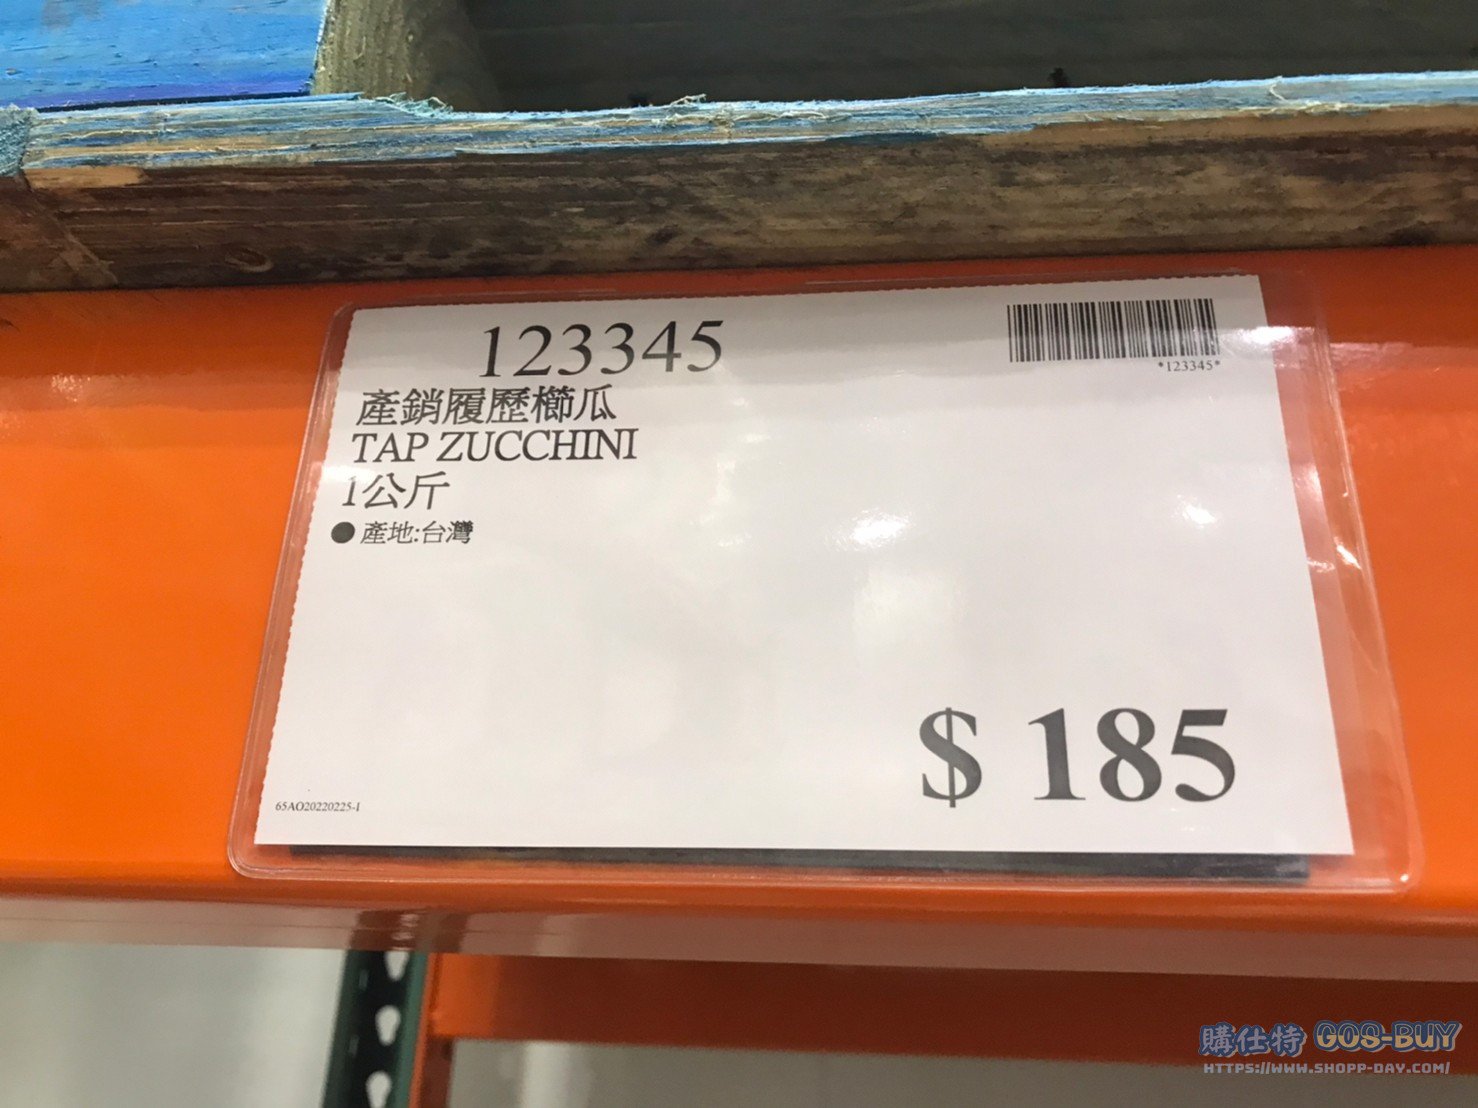 123345
*123345*
產銷履歷櫛瓜
TAP ZUCCHINI
1公斤
● 產地:台灣
$ 185
65AO20220225-1
購仕特 COS-BUY
HTTPS://WWW.SHOPP-DAY.COM/